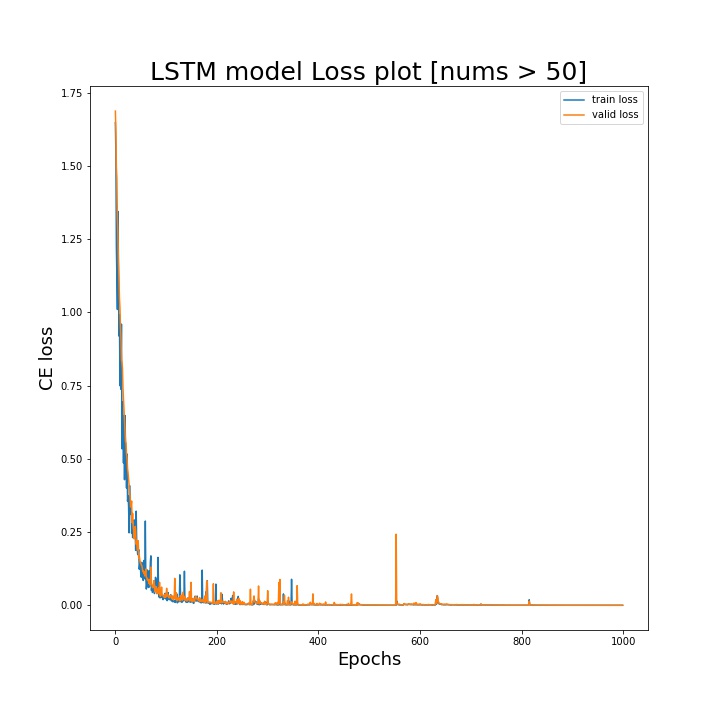 LSTM model Loss plot [nums > 50]
train loss
valid loss
1.75
1.50
1.25
1.00
0.75
0.50
0.25
0.00
CE loss
0 200 400 600 800 1000
Epochs